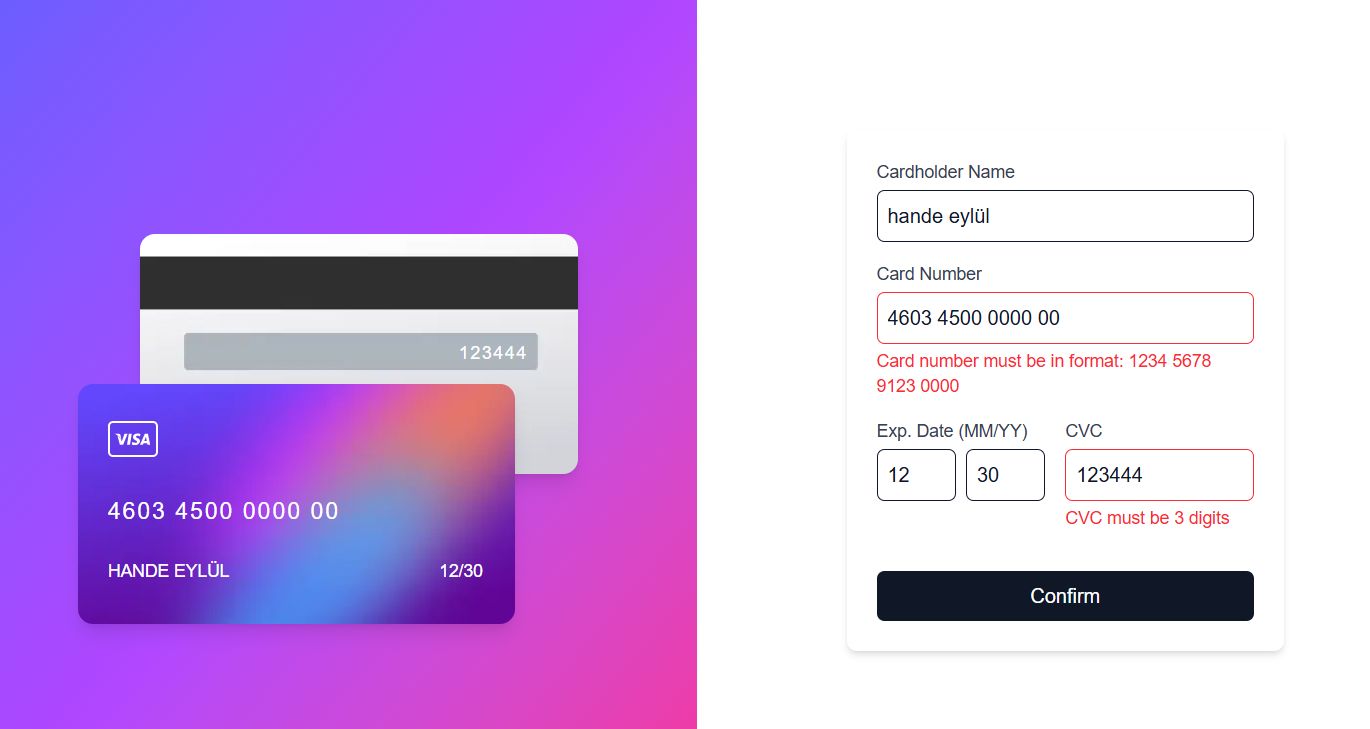 123444
VISA
4603 4500 0000 00
HANDE EYLÜL 12/30
Cardholder Name
hande eylül
Card Number
4603 4500 0000 00
Card number must be in format: 1234 5678
9123 0000
Exp. Date (MM/YY) CVC
12 30 123444
CVC must be 3 digits
Confirm